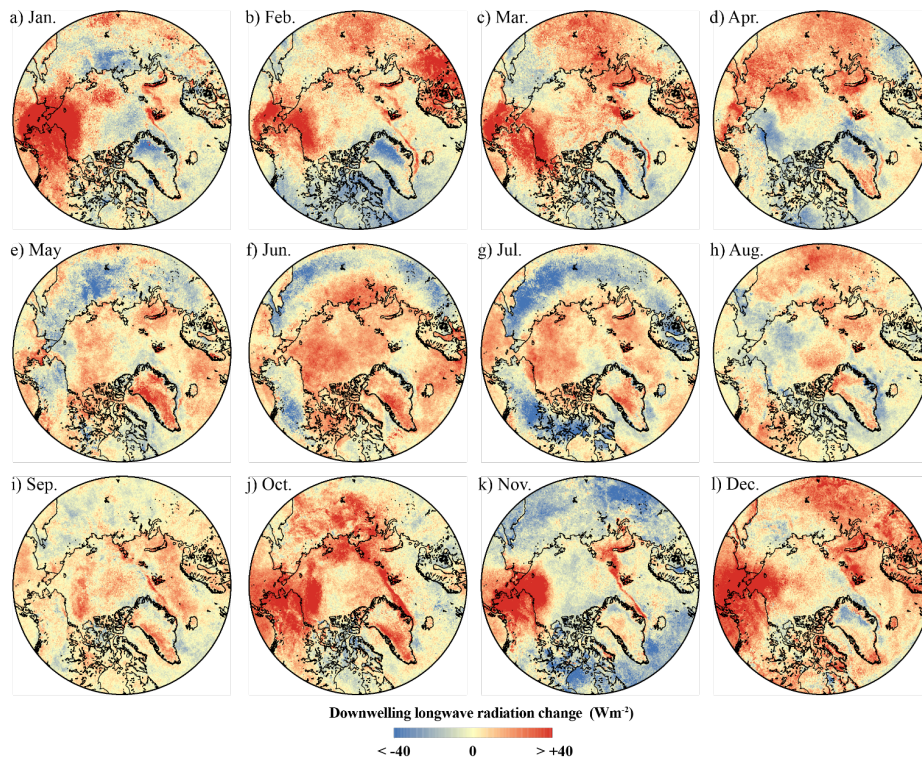 a) Jan.
b) Feb.
c) Mar.
d) Apr.
e) May
f) Jun.
g) Jul.
h) Aug.
i) Sep.
j) Oct.
k) Nov.
l) Dec.
Downwelling longwave radiation change (Wm⁻²)
< -40 0 > +40